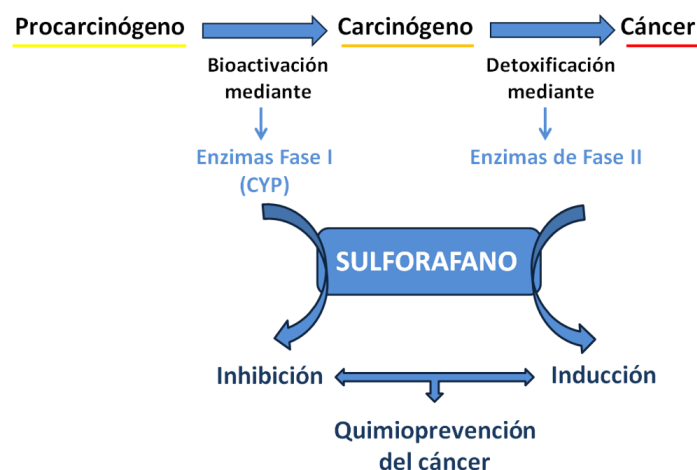 Procarcinógeno
Carcinógeno
Cáncer
Bioactivación
mediante
Detoxificación
mediante
Enzimas Fase I
(CYP)
Enzimas de Fase II
SULFORAFANO
Inhibición
Inducción
Quimioprevención
del cáncer